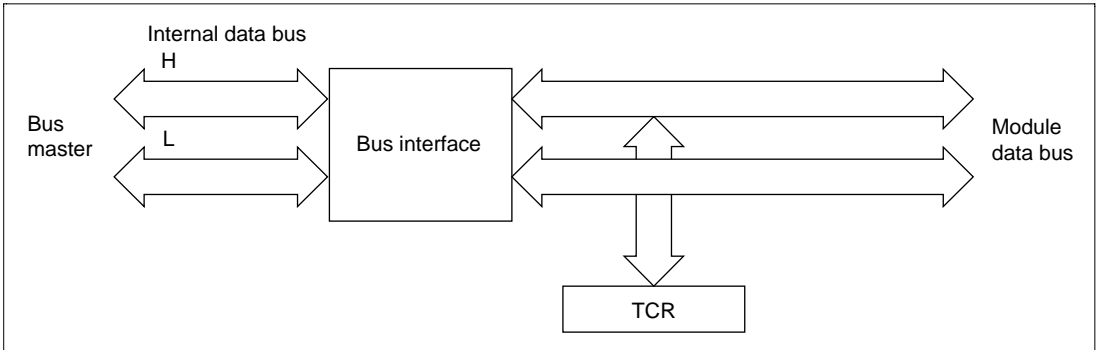 Internal data bus
H
Bus
master
L
Bus interface
Module
data bus
TCR